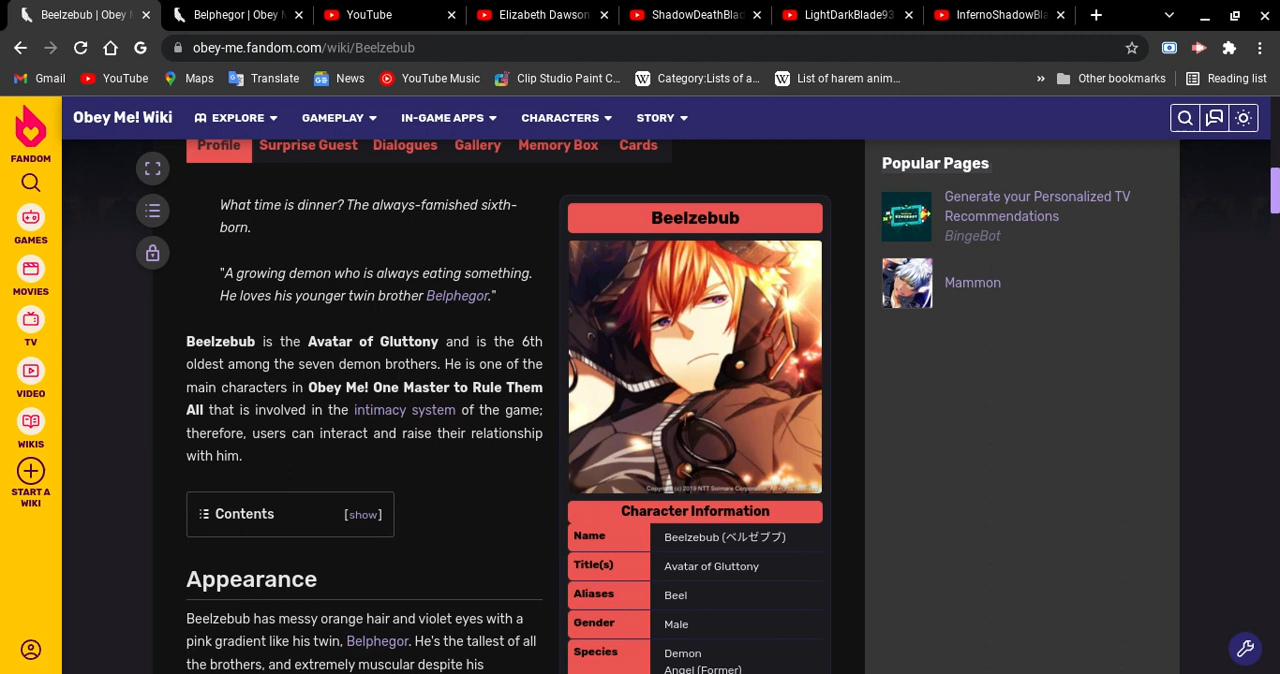 Beelzebub | Obey M
Belphegor | Obey M
YouTube
Elizabeth Dawson
ShadowDeathBlad
LightDarkBlade93
InfernoShadowBla
obey-me.fandom.com/wiki/Beelzebub
Gmail
YouTube
Maps
Translate
News
YouTube Music
Clip Studio Paint C...
Category:Lists of a...
List of harem anim...
»
Other bookmarks
Reading list
FANDOM
GAMES
MOVIES
TV
VIDEO
WIKIS
START A
WIKI
Obey Me! Wiki
EXPLORE
GAMEPLAY
IN-GAME APPS
CHARACTERS
STORY
Profile
Surprise Guest
Dialogues
Gallery
Memory Box
Cards
What time is dinner? The always-famished sixth-
born.
"A growing demon who is always eating something.
He loves his younger twin brother Belphegor."
Beelzebub is the Avatar of Gluttony and is the 6th
oldest among the seven demon brothers. He is one of the
main characters in Obey Me! One Master to Rule Them
All that is involved in the intimacy system of the game;
therefore, users can interact and raise their relationship
with him.
Contents [show]
Appearance
Beelzebub has messy orange hair and violet eyes with a
pink gradient like his twin, Belphegor. He's the tallest of all
the brothers, and extremely muscular despite his
Beelzebub
Copyright (c) 2019 NTT Solmare Corporation, All rights reserved
Character Information
Name Beelzebub (ベルゼブブ)
Title(s) Avatar of Gluttony
Aliases Beel
Gender Male
Species Demon
Angel (Former)
Popular Pages
Generate your Personalized TV
Recommendations
BingeBot
Mammon